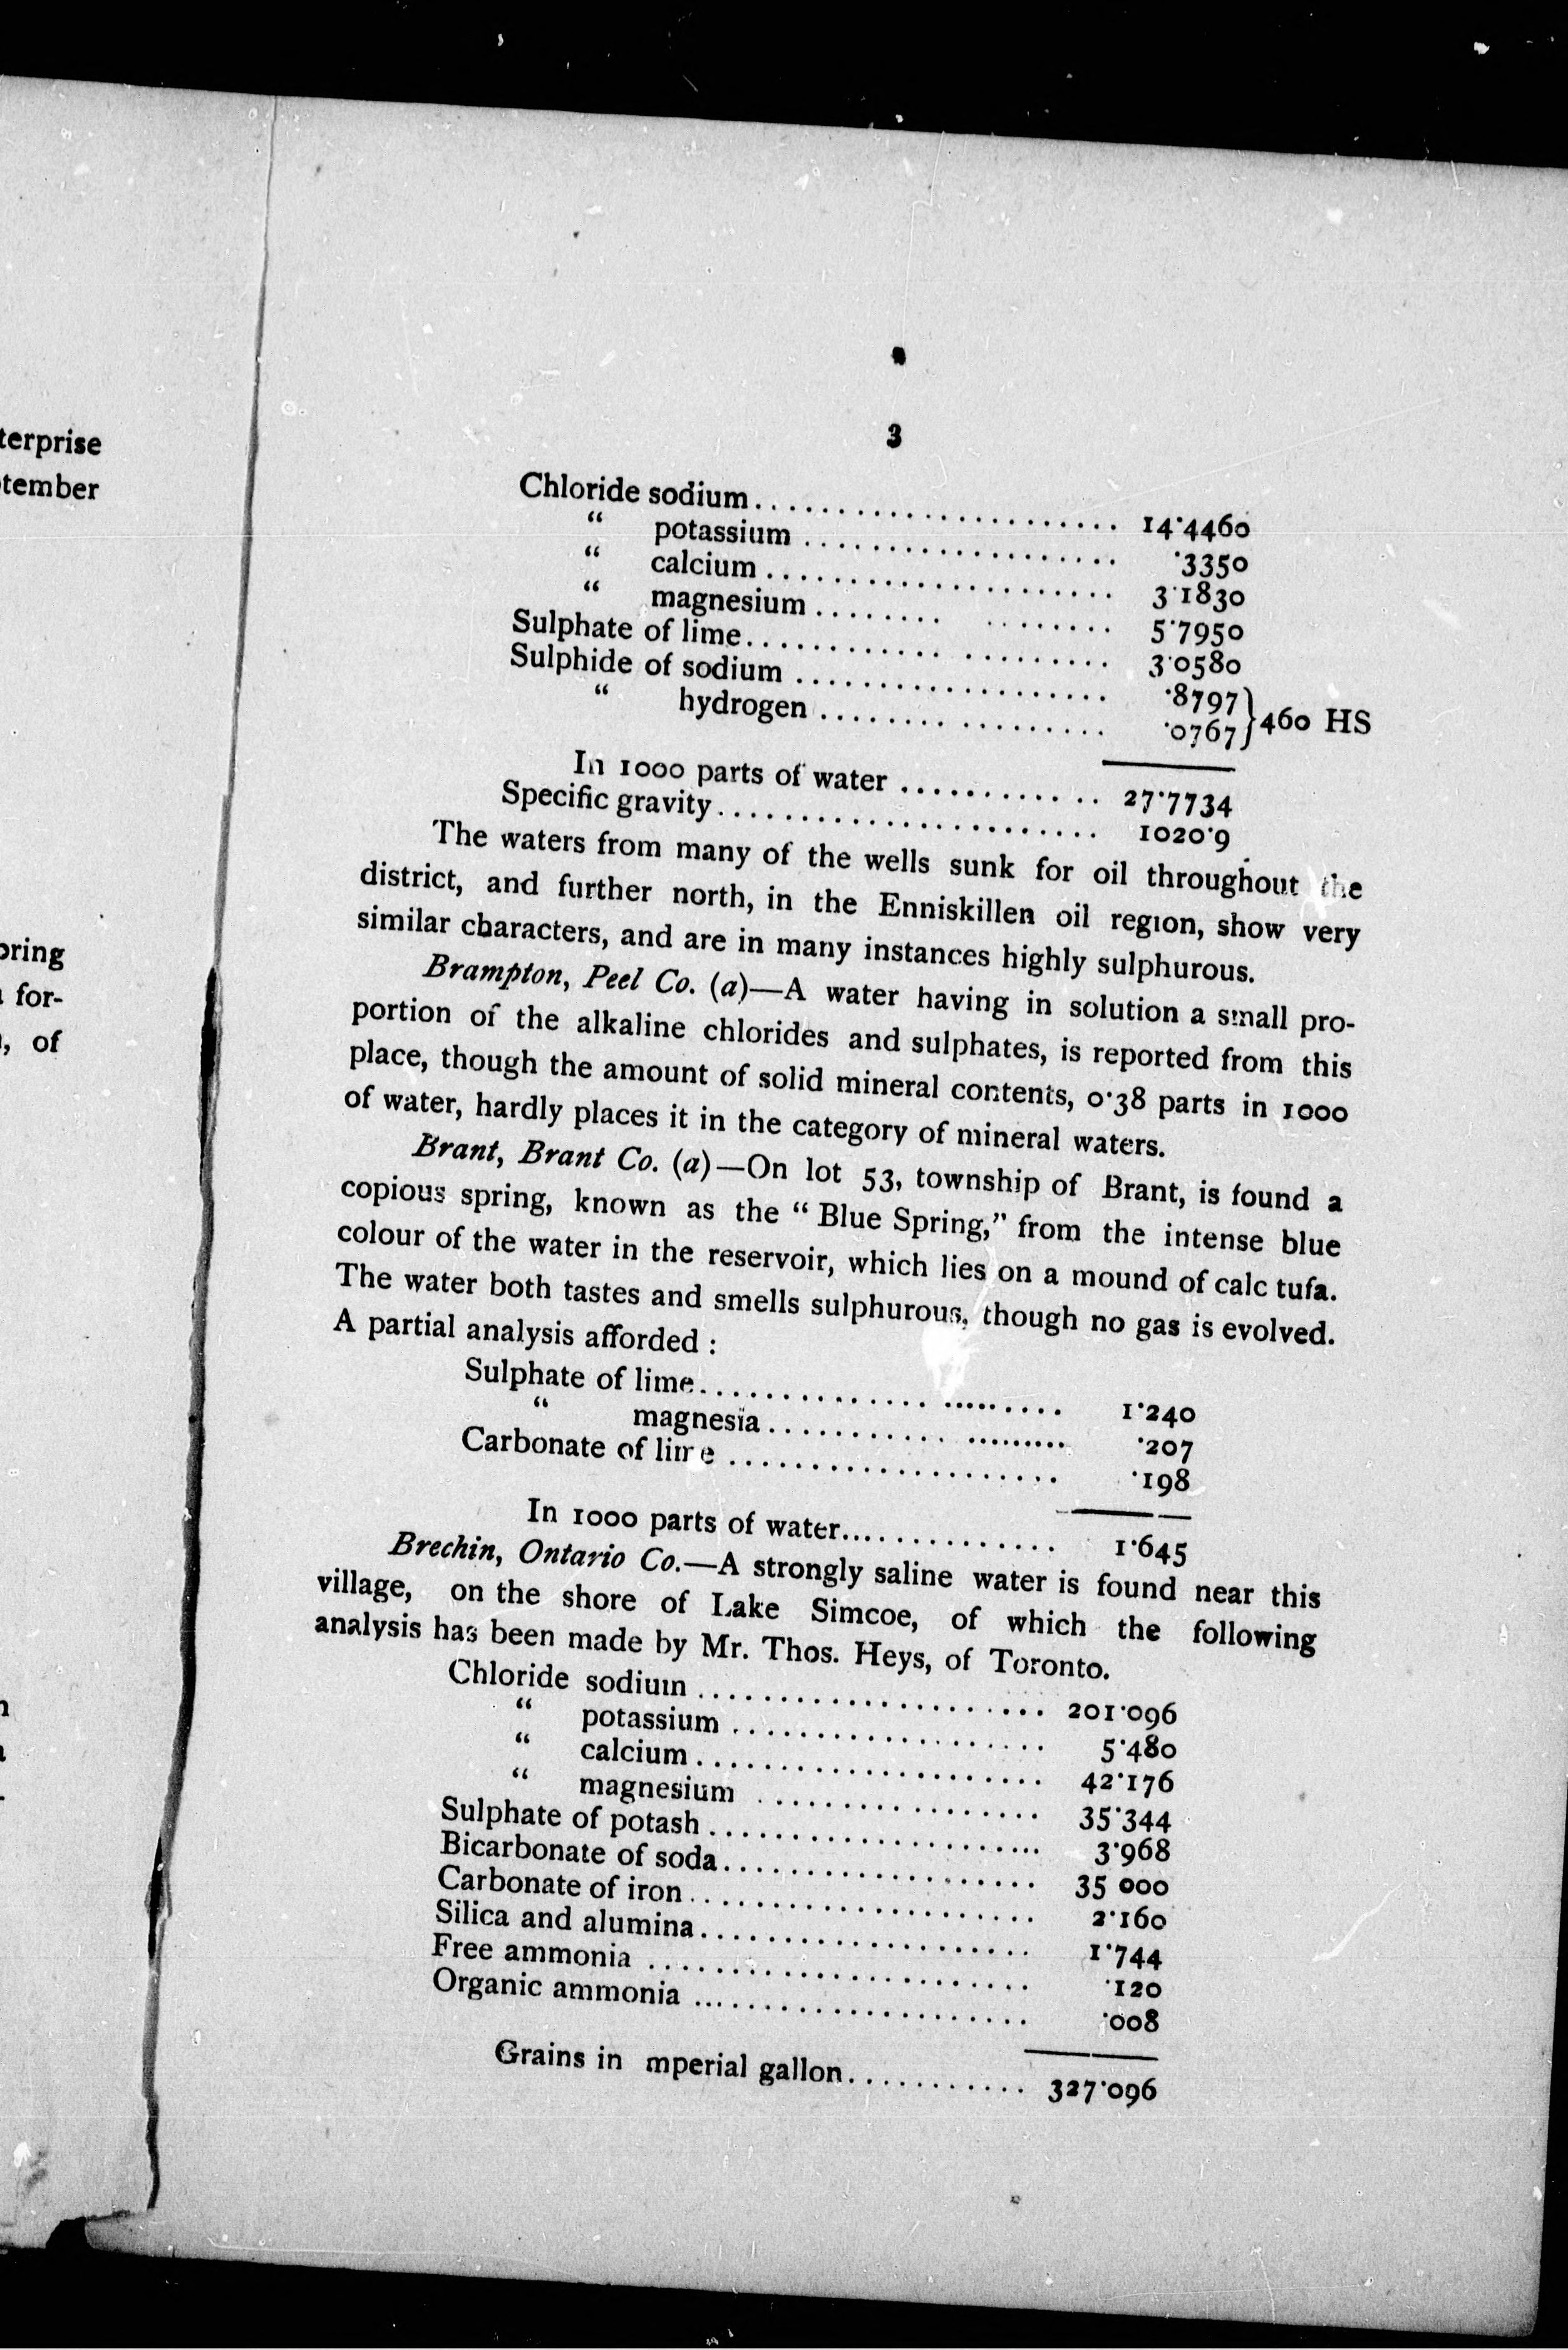 terprise
tember
pring
for-
, of
3
Chloride sodium........................ 14·4460
“ potassium.................... ·3350
“ calcium...................... 3·1830
“ magnesium........ ........ 5·7950
Sulphate of lime............. ......... 3·0580
Sulphide of sodium.................... ·8797
“ hydrogen.................. ·0767 } 460 HS
In 1000 parts of water............ 27·7734
Specific gravity........................ 1020·9
The waters from many of the wells sunk for oil throughout the
district, and further north, in the Enniskillen oil region, show very
similar characters, and are in many instances highly sulphurous.
Brampton, Peel Co. (a)—A water having in solution a small pro-
portion of the alkaline chlorides and sulphates, is reported from this
place, though the amount of solid mineral contents, 0·38 parts in 1000
of water, hardly places it in the category of mineral waters.
Brant, Brant Co. (a)—On lot 53, township of Brant, is found a
copious spring, known as the “ Blue Spring,” from the intense blue
colour of the water in the reservoir, which lies on a mound of calc tufa.
The water both tastes and smells sulphurous, though no gas is evolved.
A partial analysis afforded :
Sulphate of lime............... ......... 1·240
“ magnesia........... ......... ·207
Carbonate of lime.................... ·198
In 1000 parts of water.............. 1·645
Brechin, Ontario Co.—A strongly saline water is found near this
village, on the shore of Lake Simcoe, of which the following
analysis has been made by Mr. Thos. Heys, of Toronto.
Chloride sodium...................... 201·096
“ potassium................... 5·480
“ calcium..................... 42·176
“ magnesium ................. 35·344
Sulphate of potash.................... 3·968
Bicarbonate of soda................... 35 000
Carbonate of iron..................... 2·160
Silica and alumina.................... 1·744
Free ammonia ....................... ·120
Organic ammonia ..................... ·008
Grains in mperial gallon........... 327·096